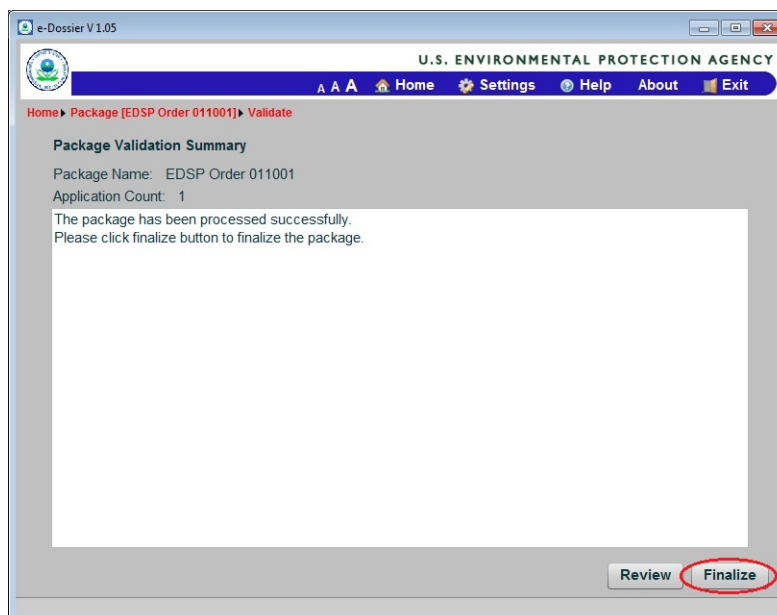 e-Dossier V 1.05
U.S. ENVIRONMENTAL PROTECTION AGENCY
A A A Home Settings Help About Exit
Home Package [EDSP Order 011001] Validate
Package Validation Summary
Package Name: EDSP Order 011001
Application Count: 1
The package has been processed successfully.
Please click finalize button to finalize the package.
Review Finalize